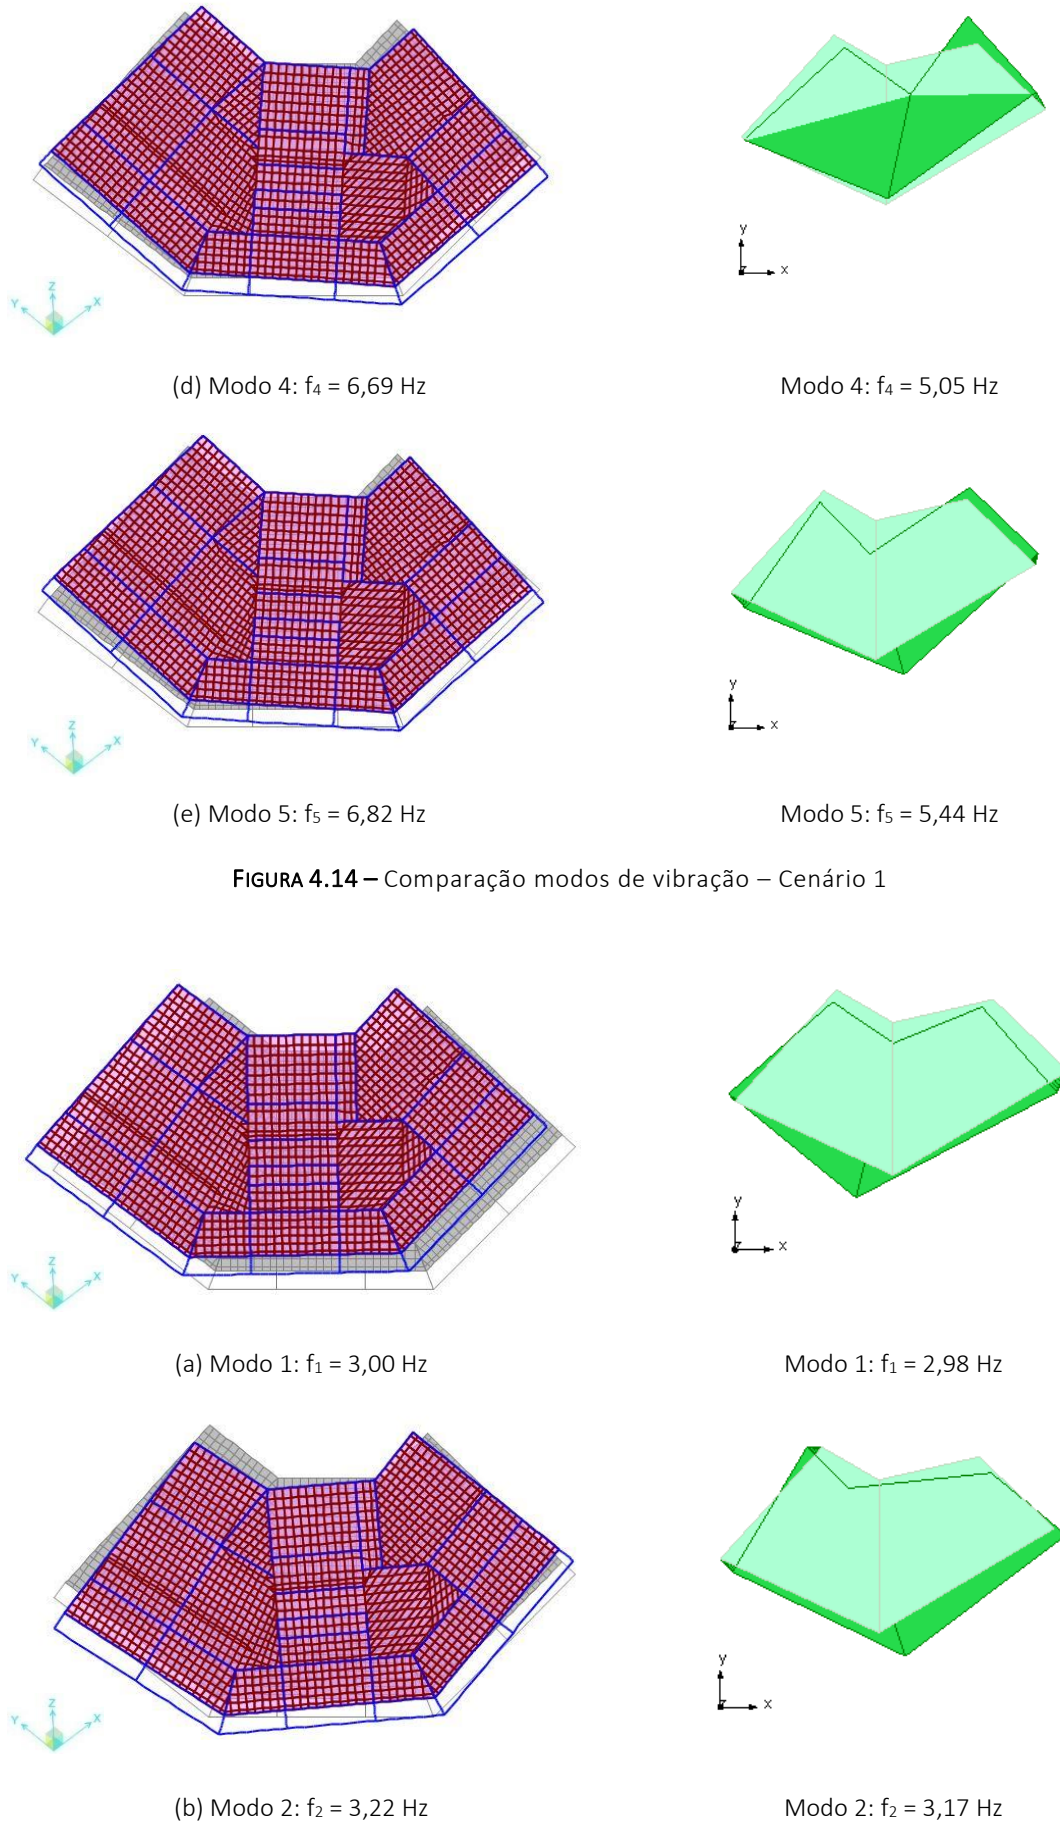 y
x
z
Z
Y
X
(d) Modo 4: f₄ = 6,69 Hz
Modo 4: f₄ = 5,05 Hz
y
x
z
Z
Y
X
(e) Modo 5: f₅ = 6,82 Hz
Modo 5: f₅ = 5,44 Hz
FIGURA 4.14 – Comparação modos de vibração – Cenário 1
y
x
z
Z
Y
X
(a) Modo 1: f₁ = 3,00 Hz
Modo 1: f₁ = 2,98 Hz
y
x
z
Z
Y
X
(b) Modo 2: f₂ = 3,22 Hz
Modo 2: f₂ = 3,17 Hz